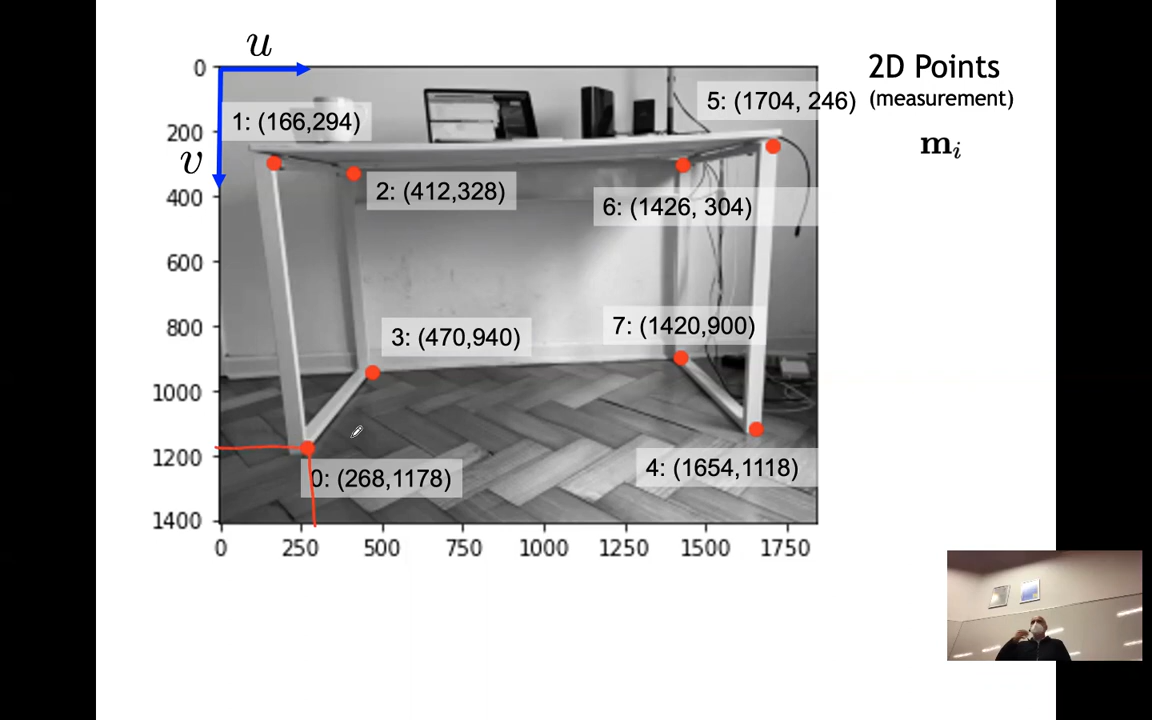 u
0
2D Points
5: (1704, 246)
(measurement)
1: (166,294)
200
v
m_i
400
2: (412,328)
6: (1426, 304)
600
800
7: (1420,900)
3: (470,940)
1000
1200
4: (1654,1118)
0: (268,1178)
1400
0 250 500 750 1000 1250 1500 1750